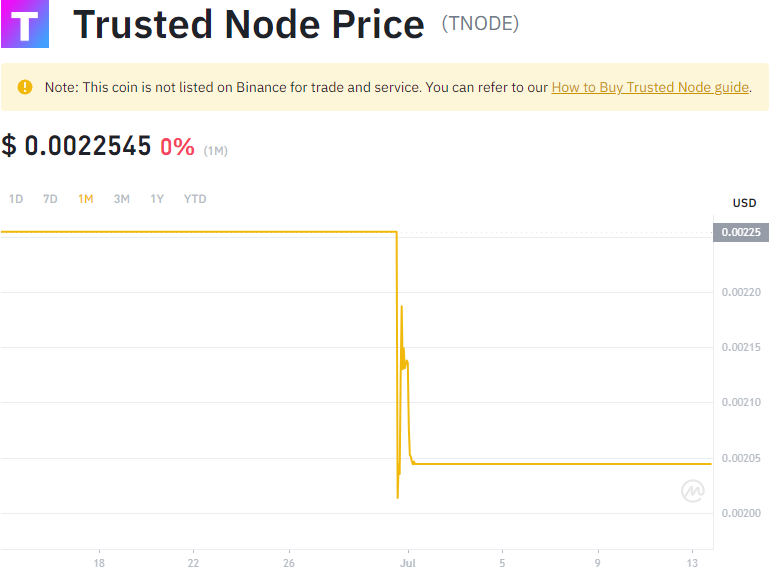 T
Trusted Node Price (TNODE)
Note: This coin is not listed on Binance for trade and service. You can refer to our How to Buy Trusted Node guide.
$ 0.0022545 0% (1M)
1D 7D 1M 3M 1Y YTD
USD
0.00225
0.00220
0.00215
0.00210
0.00205
0.00200
18 22 26 Jul 5 9 13